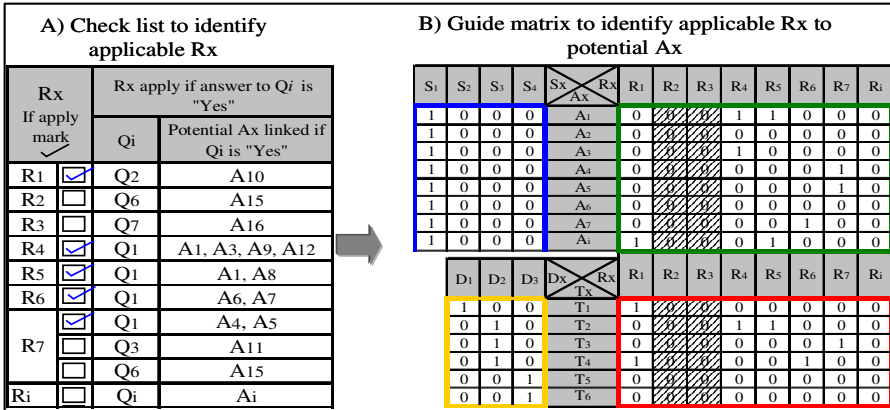 A) Check list to identify
applicable Rx
Rx
If apply
mark
Rx apply if answer to Qi is
"Yes"
Qi
Potential Ax linked if
Qi is "Yes"
R1 Q2 A10
R2 Q6 A15
R3 Q7 A16
R4 Q1 A1, A3, A9, A12
R5 Q1 A1, A8
R6 Q1 A6, A7
R7
Q1 A4, A5
Q3 A11
Q6 A15
Ri Qi Ai
B) Guide matrix to identify applicable Rx to
potential Ax
S1 S2 S3 S4 Sx Rx Ax R1 R2 R3 R4 R5 R6 R7 Ri
1 0 0 0 A1 0 0 0 1 1 0 0 0
1 0 0 0 A2 0 0 0 0 0 0 0 0
1 0 0 0 A3 0 0 0 1 0 0 0 0
1 0 0 0 A4 0 0 0 0 0 0 1 0
1 0 0 0 A5 0 0 0 0 0 0 1 0
1 0 0 0 A6 0 0 0 0 0 0 0 0
1 0 0 0 A7 0 0 0 0 0 1 0 0
1 0 0 0 Ai 1 0 0 0 1 0 0 0
D1 D2 D3 Dx Rx Tx R1 R2 R3 R4 R5 R6 R7 Ri
1 0 0 T1 1 0 0 0 0 0 0 0
0 1 0 T2 0 0 0 1 1 0 0 0
0 1 0 T3 0 0 0 0 0 0 1 0
0 1 0 T4 1 0 0 0 0 1 0 0
0 0 1 T5 0 0 0 0 0 0 0 0
0 0 1 T6 0 0 0 0 0 0 0 0